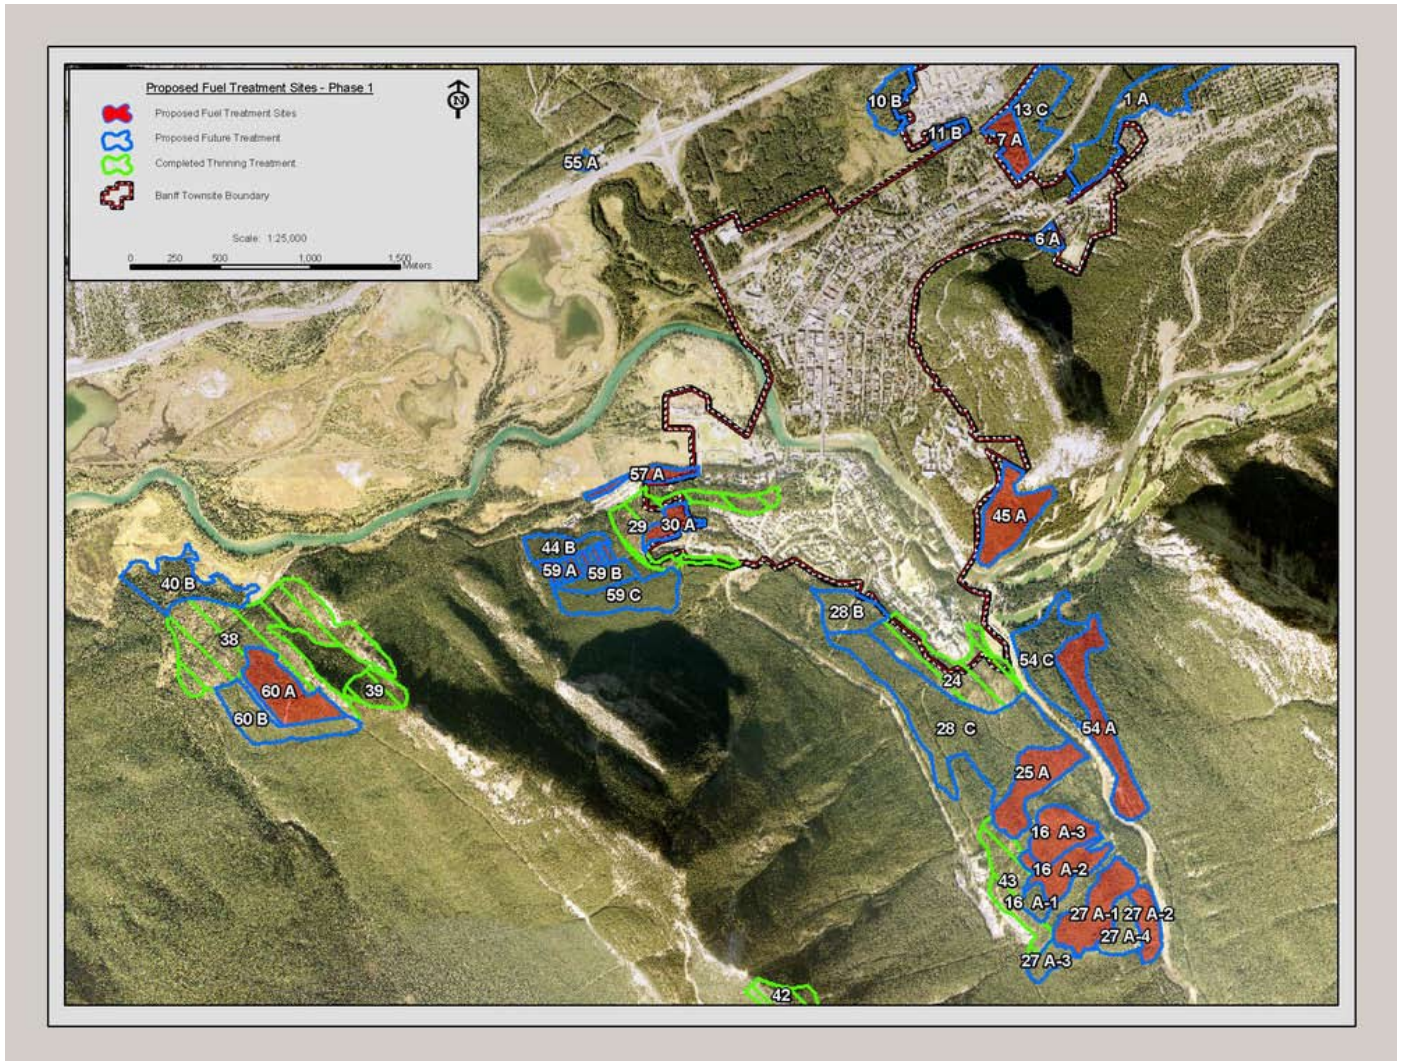 Proposed Fuel Treatment Sites - Phase 1
N
Proposed Fuel Treatment Sites
Proposed Future Treatment
Completed Thinning Treatment
Banff Townsite Boundary
Scale: 1:25,000
0 250 500 1,000 1,500
Meters
10 B
13 C
1 A
11 B
7 A
55 A
6 A
57 A
45 A
29
30 A
44 B
59 A
59 B
59 C
40 B
28 B
38
54 C
24
39
60 A
60 B
28 C
54 A
25 A
16 A-3
16 A-2
43
16 A-1
27 A-1
27 A-2
27 A-4
27 A-3
42